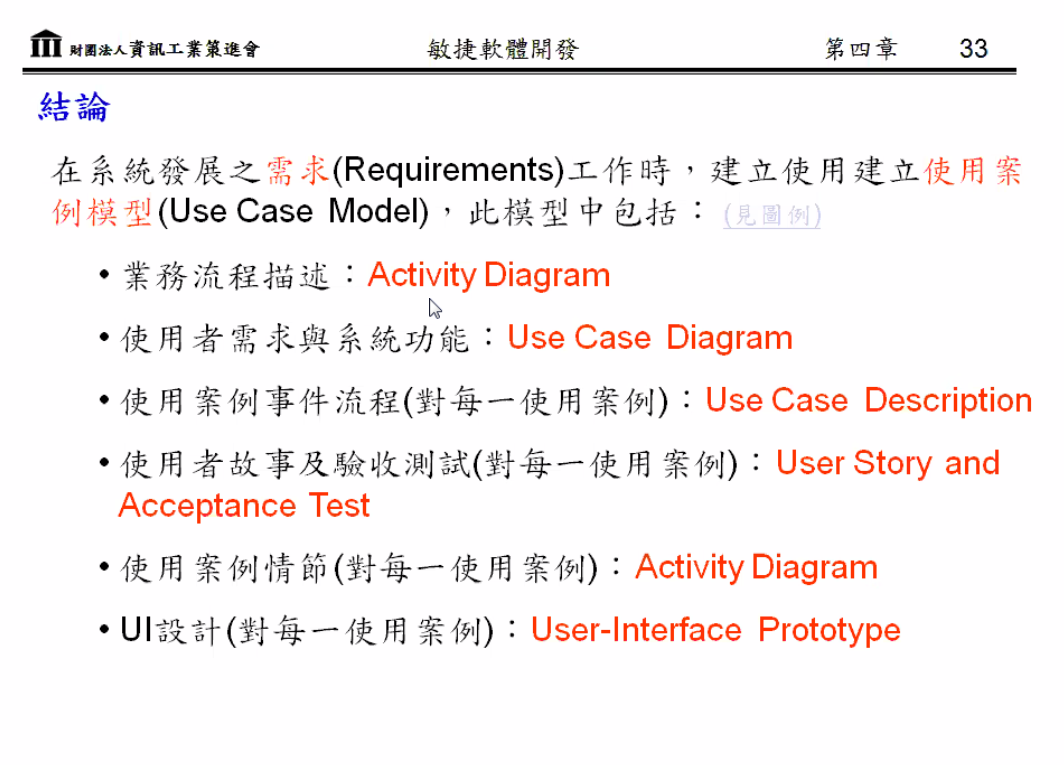 財團法人資訊工業策進會 敏捷軟體開發 第四章 33
結論
在系統發展之需求(Requirements)工作時，建立使用建立使用案
例模型(Use Case Model)，此模型中包括：(見圖例)
• 業務流程描述：Activity Diagram
• 使用者需求與系統功能：Use Case Diagram
• 使用案例事件流程(對每一使用案例)：Use Case Description
• 使用者故事及驗收測試(對每一使用案例)：User Story and
Acceptance Test
• 使用案例情節(對每一使用案例)：Activity Diagram
• UI設計(對每一使用案例)：User-Interface Prototype